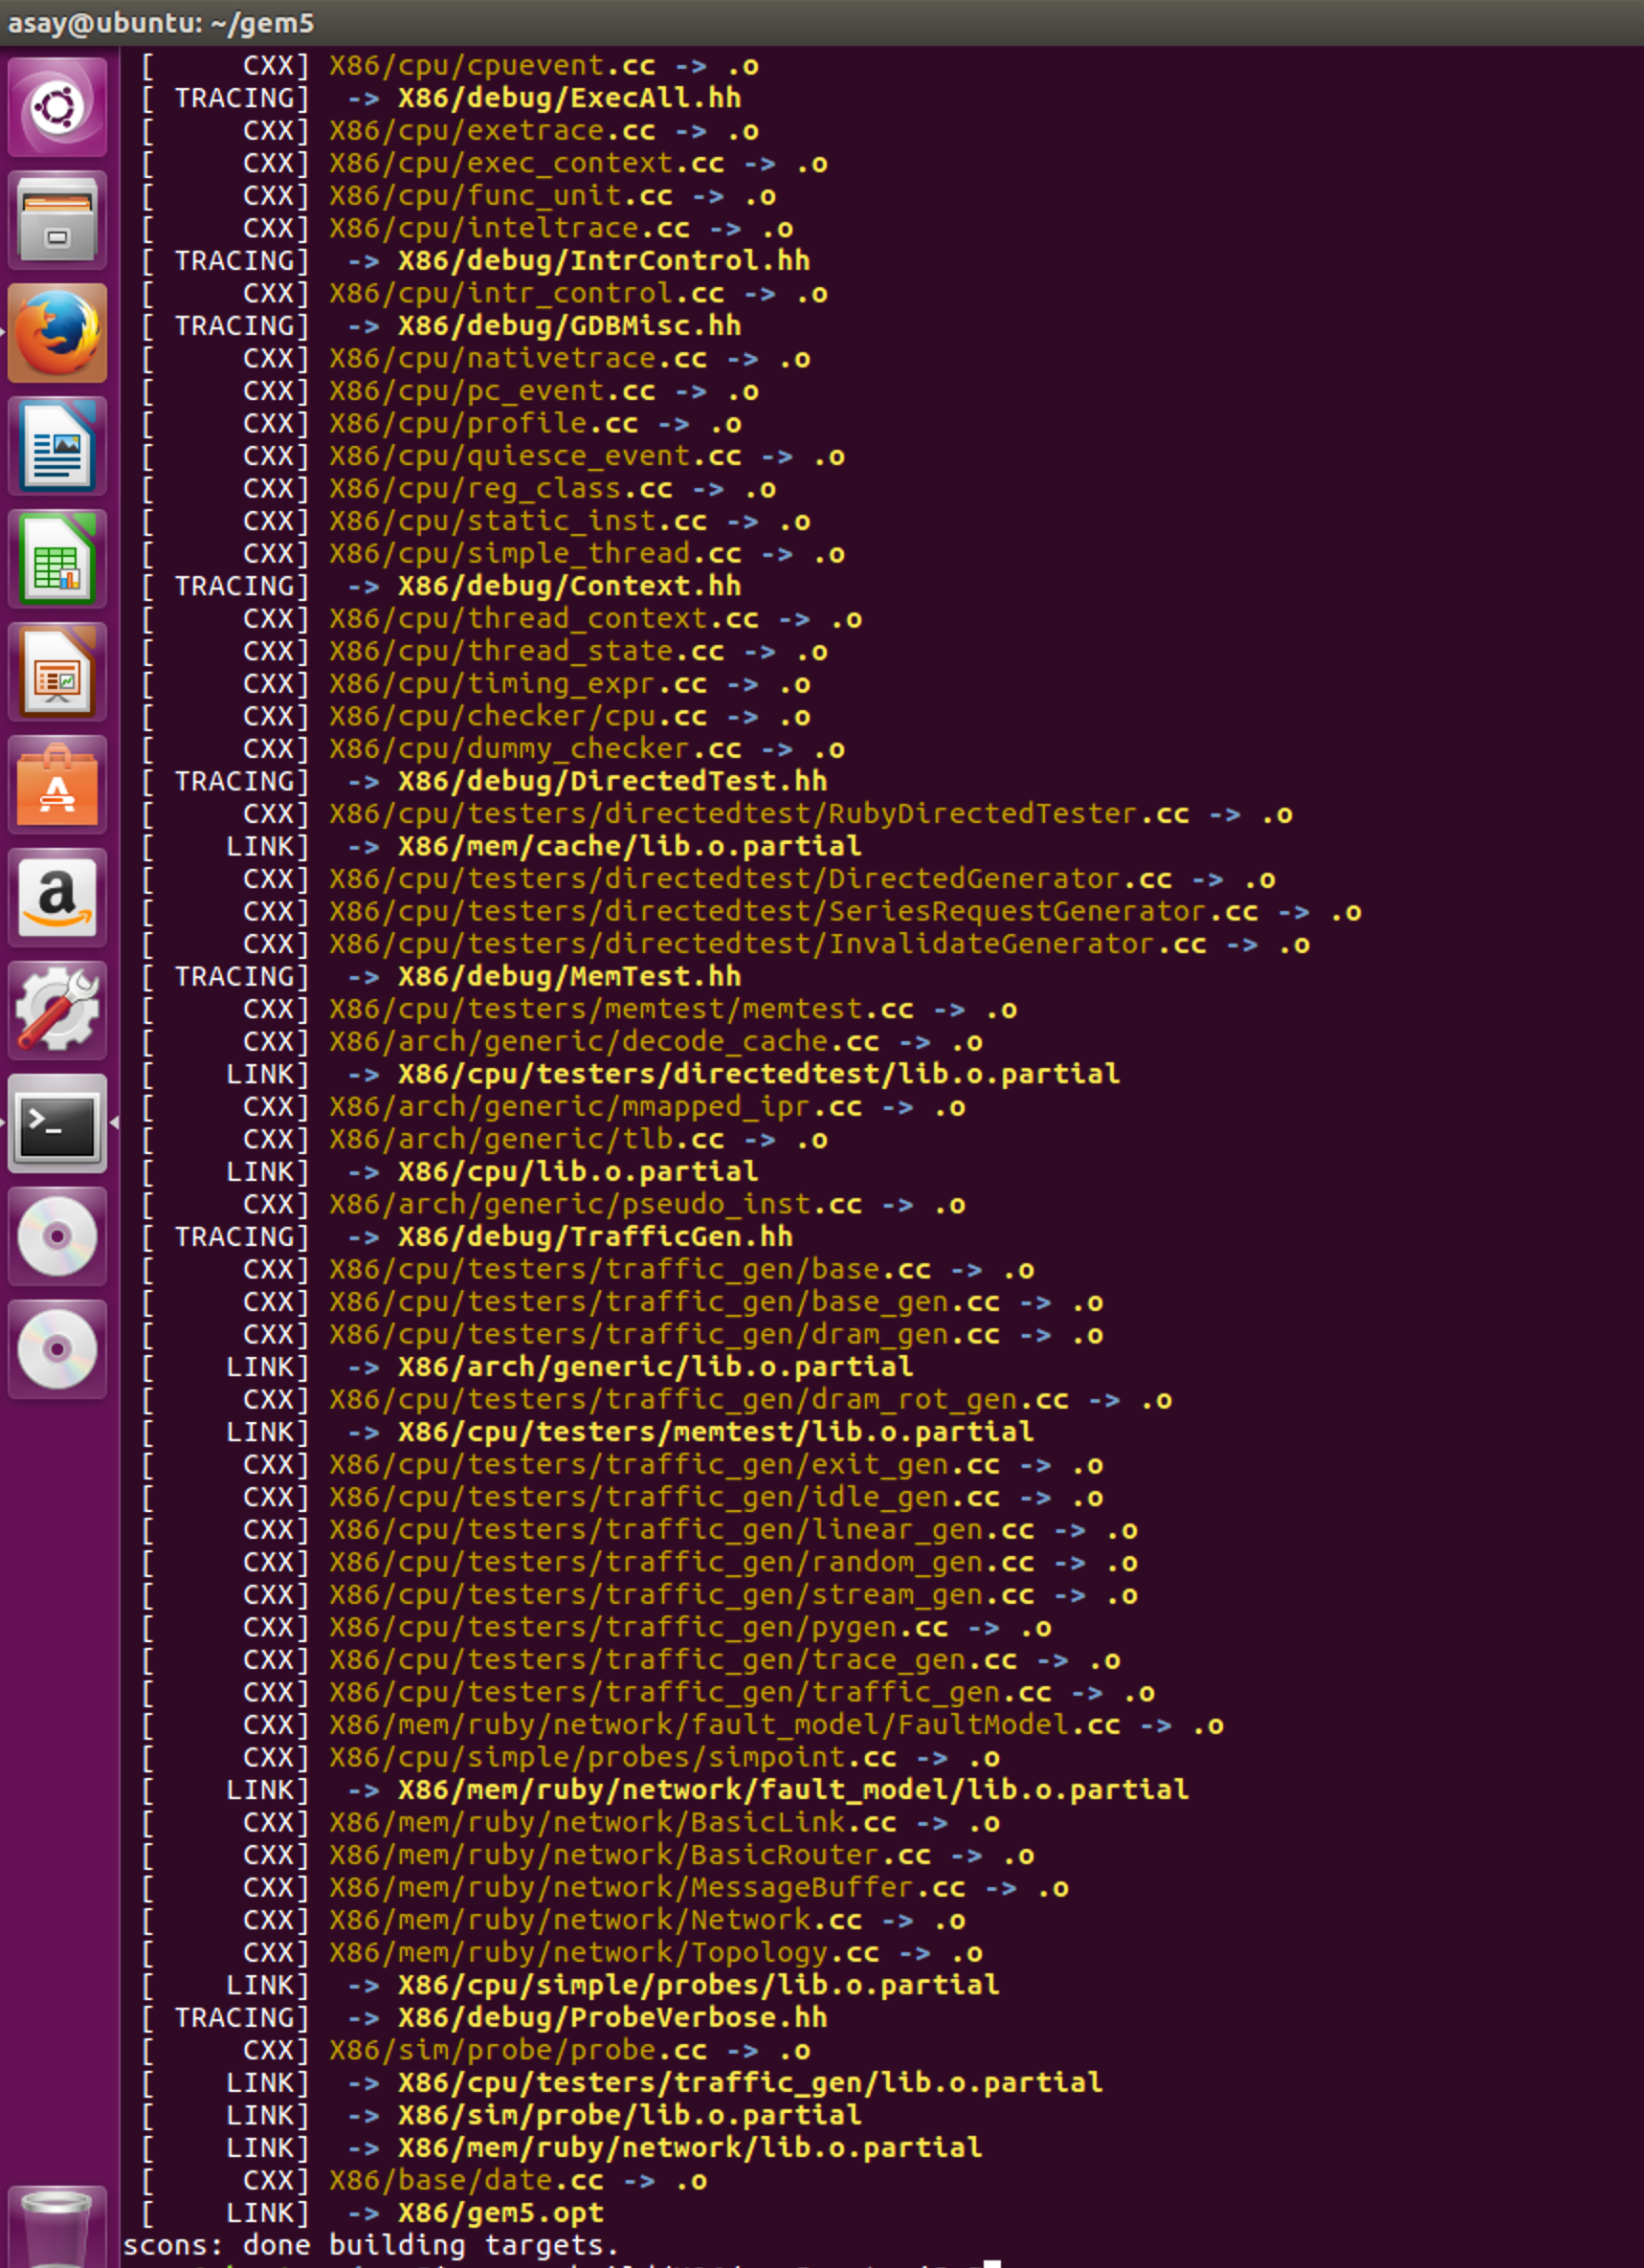 asay@ubuntu: ~/gem5
[     CXX] X86/cpu/cpuevent.cc -> .o
[ TRACING]  -> X86/debug/ExecAll.hh
[     CXX] X86/cpu/exetrace.cc -> .o
[     CXX] X86/cpu/exec_context.cc -> .o
[     CXX] X86/cpu/func_unit.cc -> .o
[     CXX] X86/cpu/inteltrace.cc -> .o
[ TRACING]  -> X86/debug/IntrControl.hh
[     CXX] X86/cpu/intr_control.cc -> .o
[ TRACING]  -> X86/debug/GDBMisc.hh
[     CXX] X86/cpu/nativetrace.cc -> .o
[     CXX] X86/cpu/pc_event.cc -> .o
[     CXX] X86/cpu/profile.cc -> .o
[     CXX] X86/cpu/quiesce_event.cc -> .o
[     CXX] X86/cpu/reg_class.cc -> .o
[     CXX] X86/cpu/static_inst.cc -> .o
[     CXX] X86/cpu/simple_thread.cc -> .o
[ TRACING]  -> X86/debug/Context.hh
[     CXX] X86/cpu/thread_context.cc -> .o
[     CXX] X86/cpu/thread_state.cc -> .o
[     CXX] X86/cpu/timing_expr.cc -> .o
[     CXX] X86/cpu/checker/cpu.cc -> .o
[     CXX] X86/cpu/dummy_checker.cc -> .o
[ TRACING]  -> X86/debug/DirectedTest.hh
[     CXX] X86/cpu/testers/directedtest/RubyDirectedTester.cc -> .o
[    LINK]  -> X86/mem/cache/lib.o.partial
[     CXX] X86/cpu/testers/directedtest/DirectedGenerator.cc -> .o
[     CXX] X86/cpu/testers/directedtest/SeriesRequestGenerator.cc -> .o
[     CXX] X86/cpu/testers/directedtest/InvalidateGenerator.cc -> .o
[ TRACING]  -> X86/debug/MemTest.hh
[     CXX] X86/cpu/testers/memtest/memtest.cc -> .o
[     CXX] X86/arch/generic/decode_cache.cc -> .o
[    LINK]  -> X86/cpu/testers/directedtest/lib.o.partial
[     CXX] X86/arch/generic/mmapped_ipr.cc -> .o
[     CXX] X86/arch/generic/tlb.cc -> .o
[    LINK]  -> X86/cpu/lib.o.partial
[     CXX] X86/arch/generic/pseudo_inst.cc -> .o
[ TRACING]  -> X86/debug/TrafficGen.hh
[     CXX] X86/cpu/testers/traffic_gen/base.cc -> .o
[     CXX] X86/cpu/testers/traffic_gen/base_gen.cc -> .o
[     CXX] X86/cpu/testers/traffic_gen/dram_gen.cc -> .o
[    LINK]  -> X86/arch/generic/lib.o.partial
[     CXX] X86/cpu/testers/traffic_gen/dram_rot_gen.cc -> .o
[    LINK]  -> X86/cpu/testers/memtest/lib.o.partial
[     CXX] X86/cpu/testers/traffic_gen/exit_gen.cc -> .o
[     CXX] X86/cpu/testers/traffic_gen/idle_gen.cc -> .o
[     CXX] X86/cpu/testers/traffic_gen/linear_gen.cc -> .o
[     CXX] X86/cpu/testers/traffic_gen/random_gen.cc -> .o
[     CXX] X86/cpu/testers/traffic_gen/stream_gen.cc -> .o
[     CXX] X86/cpu/testers/traffic_gen/pygen.cc -> .o
[     CXX] X86/cpu/testers/traffic_gen/trace_gen.cc -> .o
[     CXX] X86/cpu/testers/traffic_gen/traffic_gen.cc -> .o
[     CXX] X86/mem/ruby/network/fault_model/FaultModel.cc -> .o
[     CXX] X86/cpu/simple/probes/simpoint.cc -> .o
[    LINK]  -> X86/mem/ruby/network/fault_model/lib.o.partial
[     CXX] X86/mem/ruby/network/BasicLink.cc -> .o
[     CXX] X86/mem/ruby/network/BasicRouter.cc -> .o
[     CXX] X86/mem/ruby/network/MessageBuffer.cc -> .o
[     CXX] X86/mem/ruby/network/Network.cc -> .o
[     CXX] X86/mem/ruby/network/Topology.cc -> .o
[    LINK]  -> X86/cpu/simple/probes/lib.o.partial
[ TRACING]  -> X86/debug/ProbeVerbose.hh
[     CXX] X86/sim/probe/probe.cc -> .o
[    LINK]  -> X86/cpu/testers/traffic_gen/lib.o.partial
[    LINK]  -> X86/sim/probe/lib.o.partial
[    LINK]  -> X86/mem/ruby/network/lib.o.partial
[     CXX] X86/base/date.cc -> .o
[    LINK]  -> X86/gem5.opt
scons: done building targets.